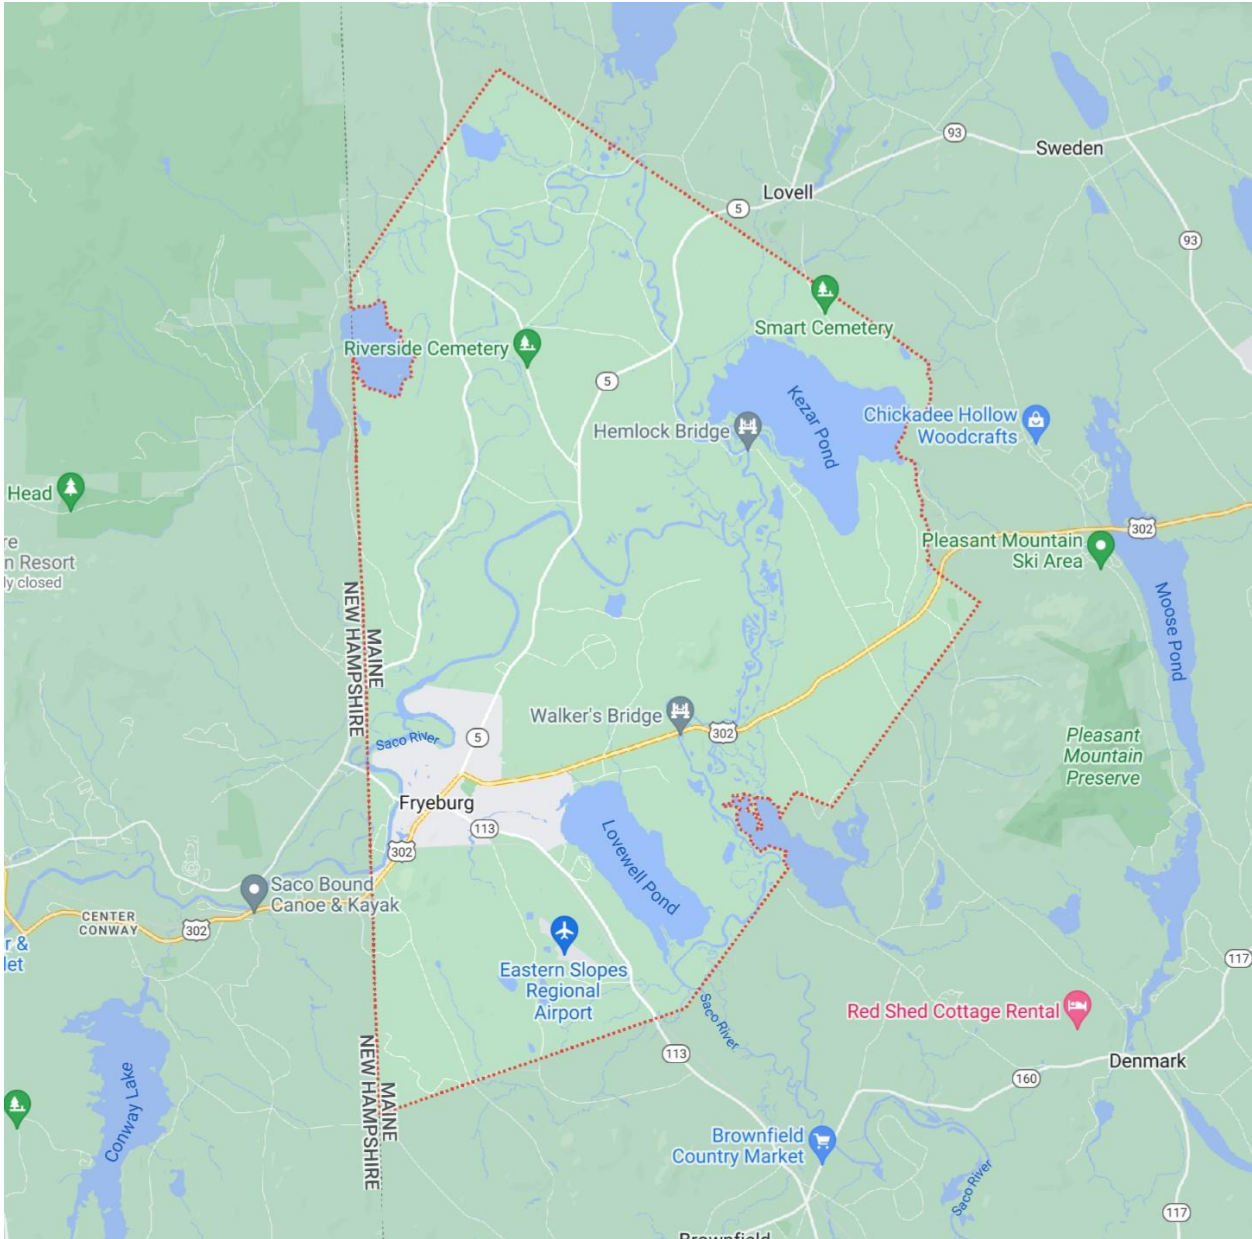 93
Sweden
Lovell
5
93
Smart Cemetery
Riverside Cemetery
5
Kezar Pond
Chickadee Hollow
Woodcrafts
Hemlock Bridge
Head
302
Pleasant Mountain
Ski Area
n Resort
ly closed
Moose Pond
NEW HAMPSHIRE
MAINE
Walker's Bridge
302
Saco River
5
Pleasant
Mountain
Preserve
Fryeburg
113
302
Lovewell Pond
Saco Bound
Canoe & Kayak
CENTER
CONWAY
302
r &
let
Eastern Slopes
Regional
Airport
117
Saco River
Red Shed Cottage Rental
113
Denmark
160
NEW HAMPSHIRE
MAINE
Conway Lake
Brownfield
Country Market
Saco River
117
Brownfield